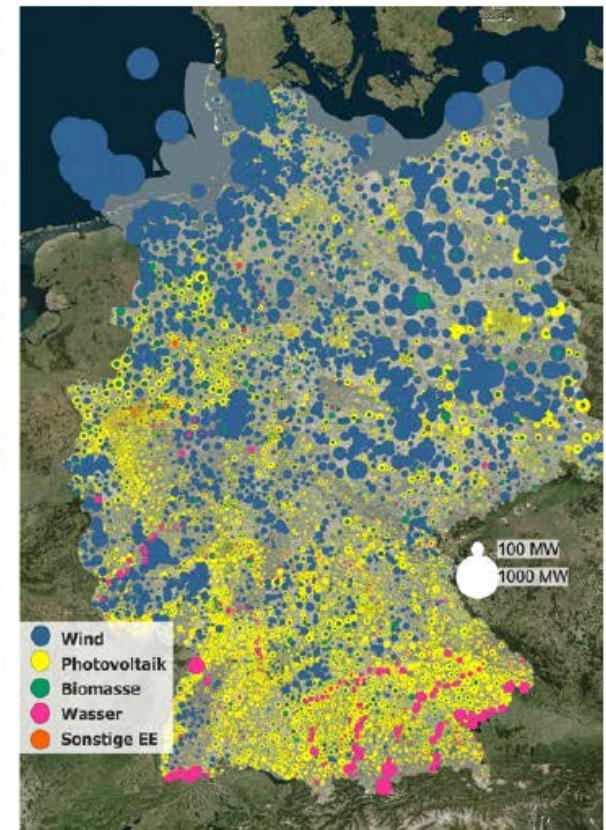 100 MW
1000 MW
Wind
Photovoltaik
Biomasse
Wasser
Sonstige EE